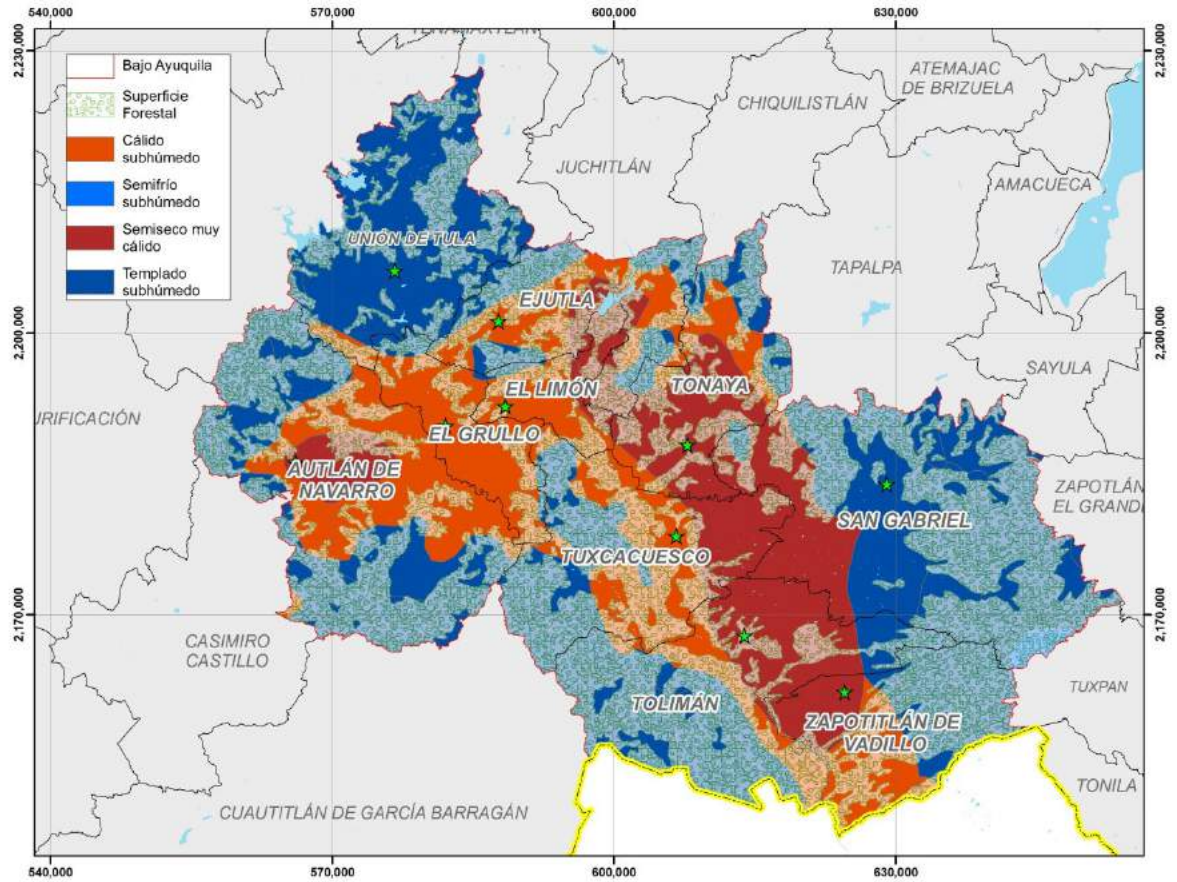 540,000
570,000
600,000
630,000
2,230,000
2,230,000
Bajo Ayuquila
Superficie
Forestal
Cálido
subhúmedo
Semifrío
subhúmedo
Semiseco muy
cálido
Templado
subhúmedo
ATEMAJAC
DE BRIZUELA
CHIQUILISTLÁN
JUCHITLÁN
AMACUECA
UNIÓN DE TULA
TAPALPA
EJUTLA
2,200,000
2,200,000
SAYULA
EL LIMÓN
TONAYA
URIFICACIÓN
EL GRULLO
AUTLÁN DE
NAVARRO
ZAPOTLÁN
EL GRAND
SAN GABRIEL
TUXCACUESCO
2,170,000
2,170,000
CASIMIRO
CASTILLO
TUXPAN
TOLIMÁN
ZAPOTITLÁN DE
VADILLO
TONILA
CUAUTITLÁN DE GARCÍA BARRAGÁN
540,000
570,000
600,000
630,000